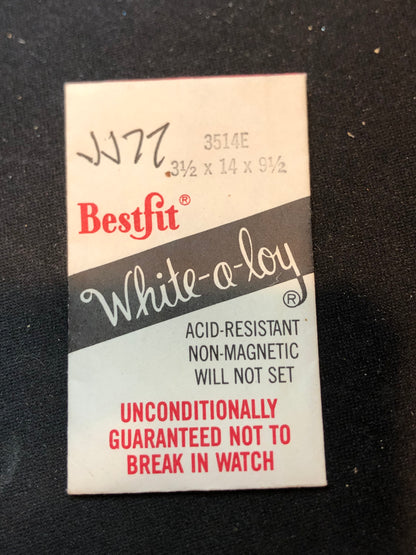 3514E
3½ x 14 x 9½
Bestfit®
White-a-loy
®
ACID-RESISTANT
NON-MAGNETIC
WILL NOT SET
UNCONDITIONALLY
GUARANTEED NOT TO
BREAK IN WATCH